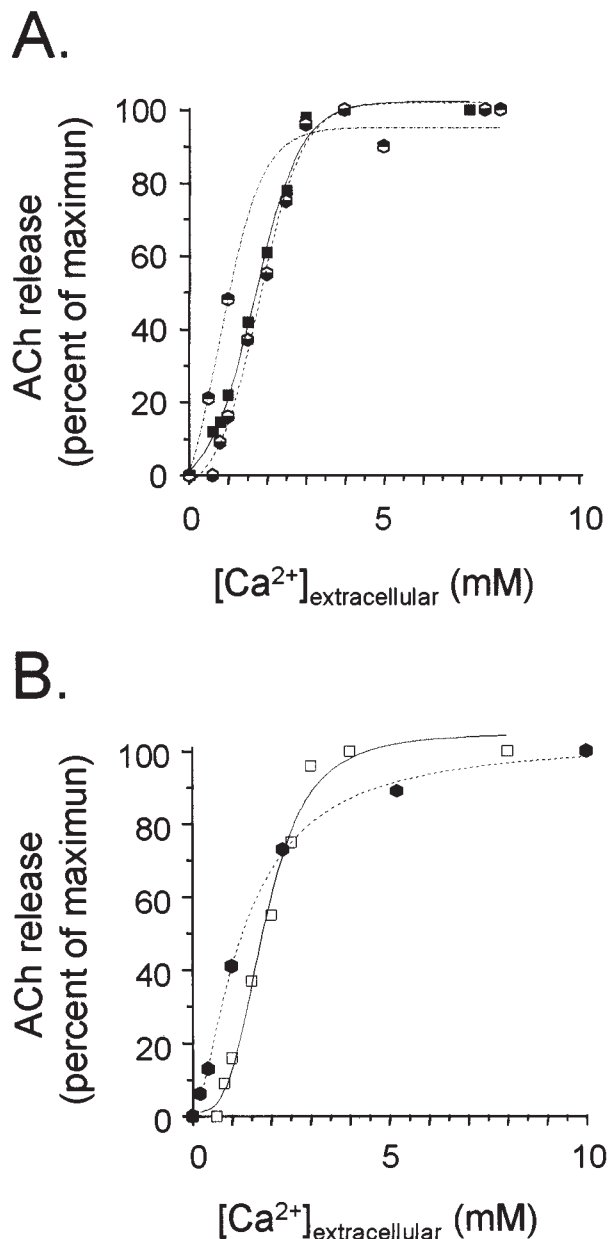 A.
ACh release
(percent of maximun)
100
80
60
40
20
0
0 5 10
[Ca²⁺]extracellular (mM)
B.
ACh release
(percent of maximun)
100
80
60
40
20
0
0 5 10
[Ca²⁺]extracellular (mM)